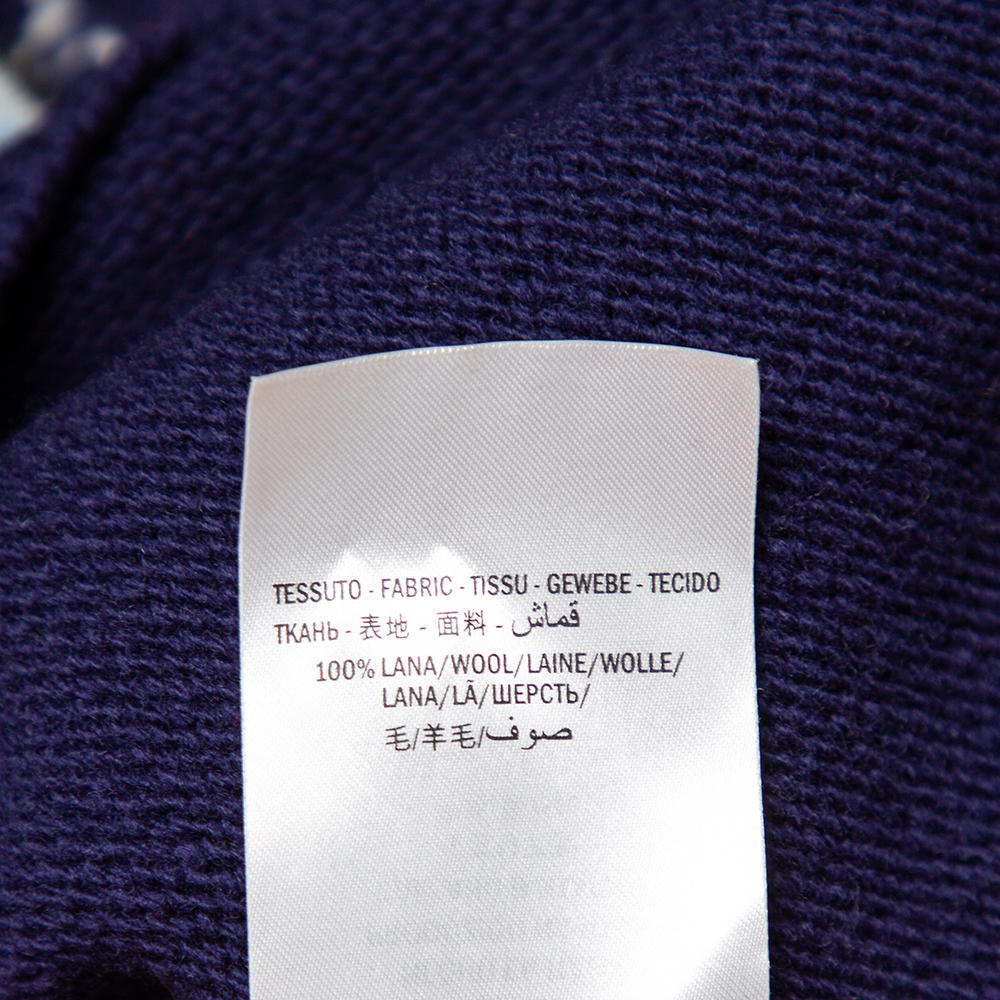 TESSUTO - FABRIC - TISSU - GEWEBE - TECIDO
ТКАНЬ - 表地 - 面料 - قماش
100% LANA/WOOL/LAINE/WOLLE/
LANA/LÃ/ШЕРСТЬ/
毛/羊毛/صوف